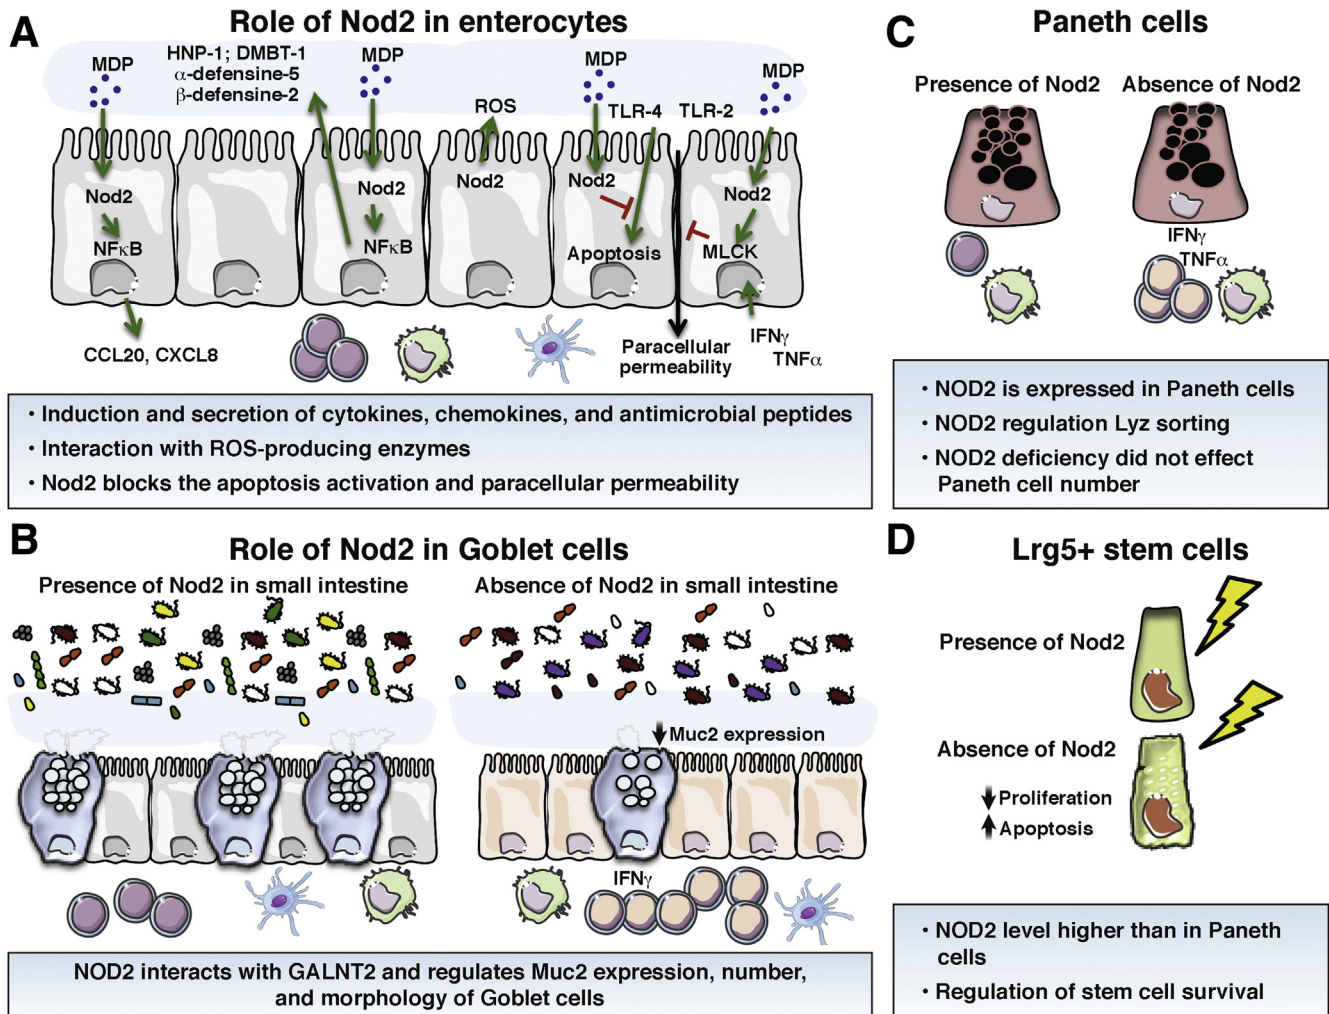 A
Role of Nod2 in enterocytes
MDP
HNP-1; DMBT-1
α-defensine-5
β-defensine-2
MDP
ROS
MDP
TLR-4
TLR-2
MDP
Nod2
NFκB
Nod2
NFκB
Nod2
Nod2
Apoptosis
Nod2
MLCK
CCL20, CXCL8
Paracellular
permeability
IFNγ
TNFα
• Induction and secretion of cytokines, chemokines, and antimicrobial peptides
• Interaction with ROS-producing enzymes
• Nod2 blocks the apoptosis activation and paracellular permeability
B
Role of Nod2 in Goblet cells
Presence of Nod2 in small intestine
Absence of Nod2 in small intestine
Muc2 expression
IFNγ
NOD2 interacts with GALNT2 and regulates Muc2 expression, number,
and morphology of Goblet cells
C
Paneth cells
Presence of Nod2
Absence of Nod2
IFNγ
TNFα
• NOD2 is expressed in Paneth cells
• NOD2 regulation Lyz sorting
• NOD2 deficiency did not effect
Paneth cell number
D
Lrg5+ stem cells
Presence of Nod2
Absence of Nod2
Proliferation
Apoptosis
• NOD2 level higher than in Paneth
cells
• Regulation of stem cell survival